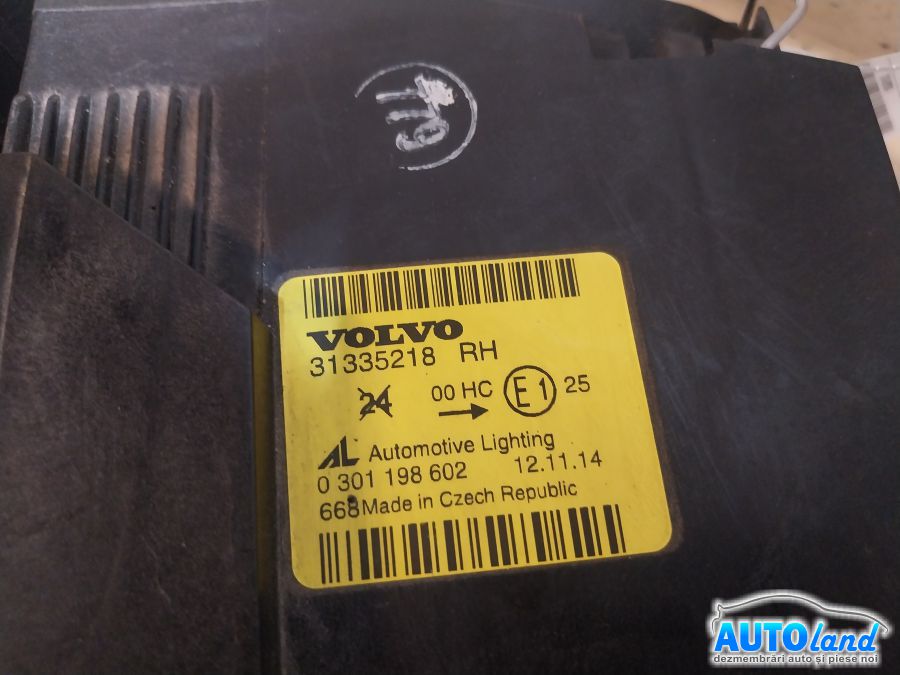 119
VOLVO
31335218 RH
24 00 HC E1 25
AL Automotive Lighting
0 301 198 602 12.11.14
668 Made in Czech Republic
AUTOland
dezmembrări auto și piese noi